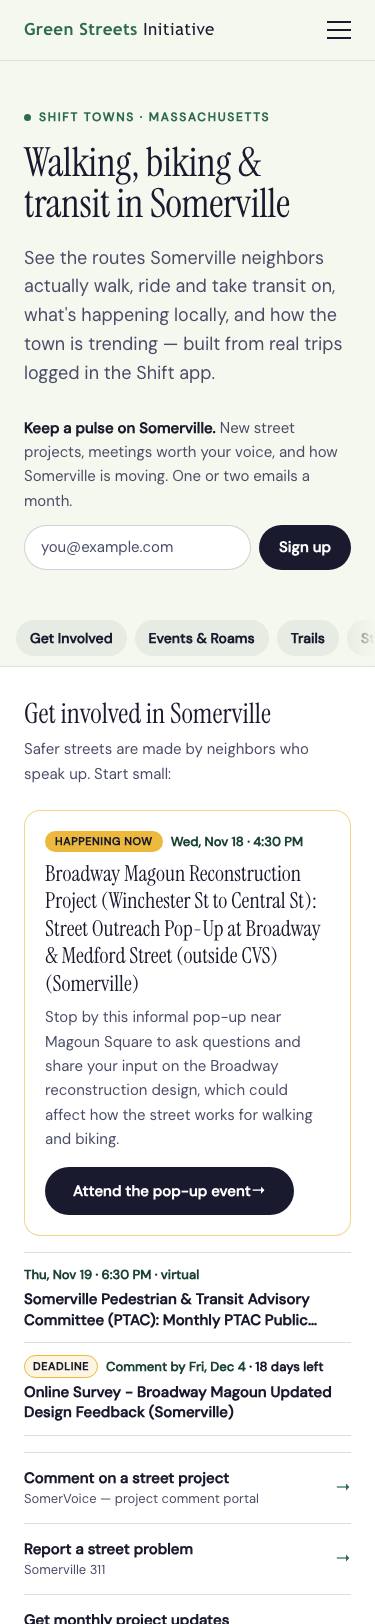 Green Streets Initiative
SHIFT TOWNS · MASSACHUSETTS
Walking, biking &
transit in Somerville
See the routes Somerville neighbors
actually walk, ride and take transit on,
what's happening locally, and how the
town is trending — built from real trips
logged in the Shift app.
Keep a pulse on Somerville. New street
projects, meetings worth your voice, and how
Somerville is moving. One or two emails a
month.
you@example.com Sign up
Get Involved Events & Roams Trails
Get involved in Somerville
Safer streets are made by neighbors who
speak up. Start small:
HAPPENING NOW Wed, Nov 18 · 4:30 PM
Broadway Magoun Reconstruction
Project (Winchester St to Central St):
Street Outreach Pop-Up at Broadway
& Medford Street (outside CVS)
(Somerville)
Stop by this informal pop-up near
Magoun Square to ask questions and
share your input on the Broadway
reconstruction design, which could
affect how the street works for walking
and biking.
Attend the pop-up event→
Thu, Nov 19 · 6:30 PM · virtual
Somerville Pedestrian & Transit Advisory
Committee (PTAC): Monthly PTAC Public…
DEADLINE Comment by Fri, Dec 4 · 18 days left
Online Survey - Broadway Magoun Updated
Design Feedback (Somerville)
Comment on a street project →
SomerVoice — project comment portal
Report a street problem →
Somerville 311
Get monthly project updates